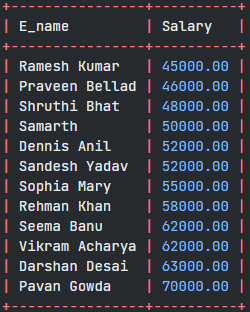 +----------------+----------+
| E_name         | Salary   |
+----------------+----------+
| Ramesh Kumar   | 45000.00 |
| Praveen Bellad | 46000.00 |
| Shruthi Bhat   | 48000.00 |
| Samarth        | 50000.00 |
| Dennis Anil    | 52000.00 |
| Sandesh Yadav  | 52000.00 |
| Sophia Mary    | 55000.00 |
| Rehman Khan    | 58000.00 |
| Seema Banu     | 62000.00 |
| Vikram Acharya | 62000.00 |
| Darshan Desai  | 63000.00 |
| Pavan Gowda    | 70000.00 |
+----------------+----------+